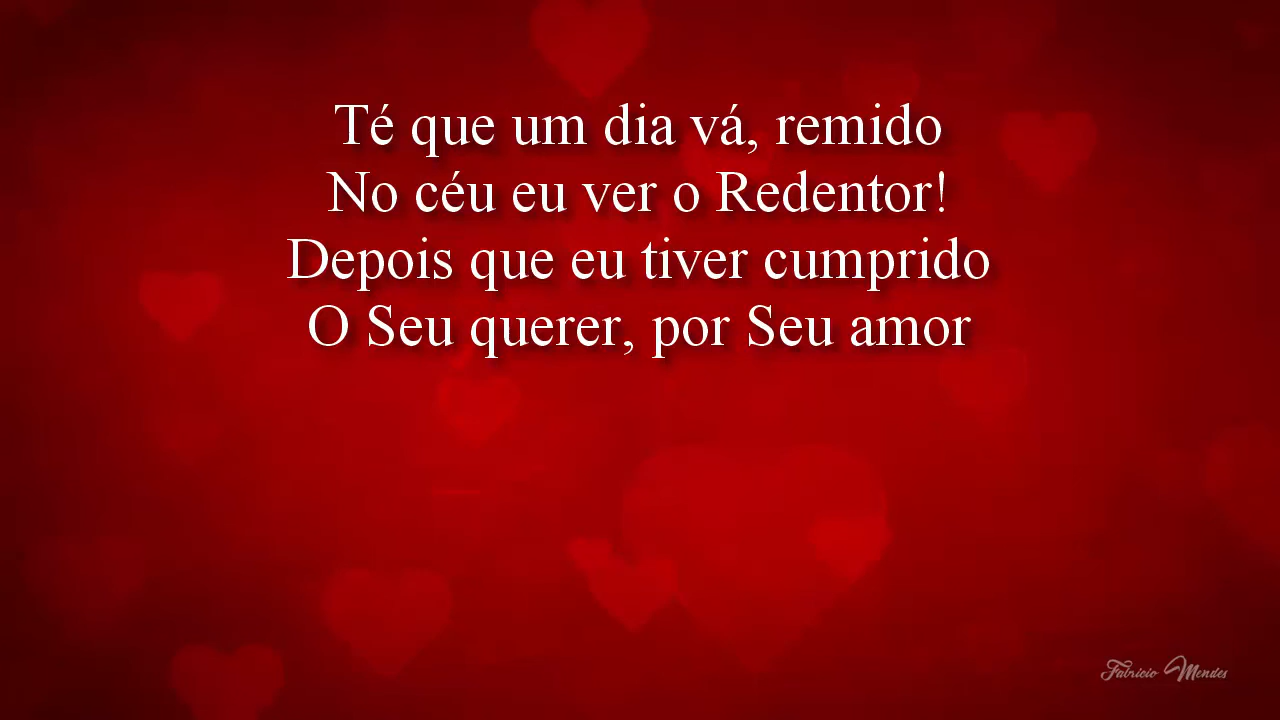 Té que um dia vá, remido
No céu eu ver o Redentor!
Depois que eu tiver cumprido
O Seu querer, por Seu amor
Fabricio Mendes